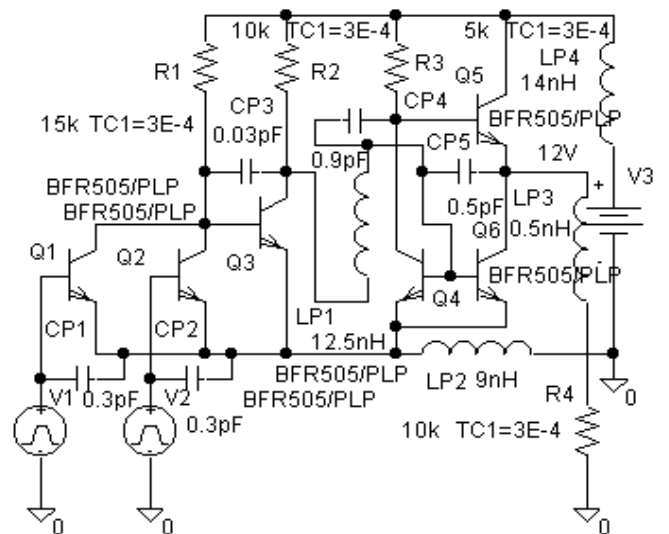 10k TC1=3E-4 5k TC1=3E-4
R1 R2 R3 Q5 LP4
14nH
CP3 CP4 BFR505/PLP
15k TC1=3E-4 0.03pF CP5 12V
0.9pF
BFR505/PLP + V3
BFR505/PLP 0.5pF LP3
Q1 Q2 Q3 Q6 0.5nH
BFR505/PLP -
Q4
CP1 CP2 LP1
12.5nH
BFR505/PLP LP2 9nH
V1 0.3pF V2 BFR505/PLP R4
0.3pF 0
10k TC1=3E-4
0 0 0